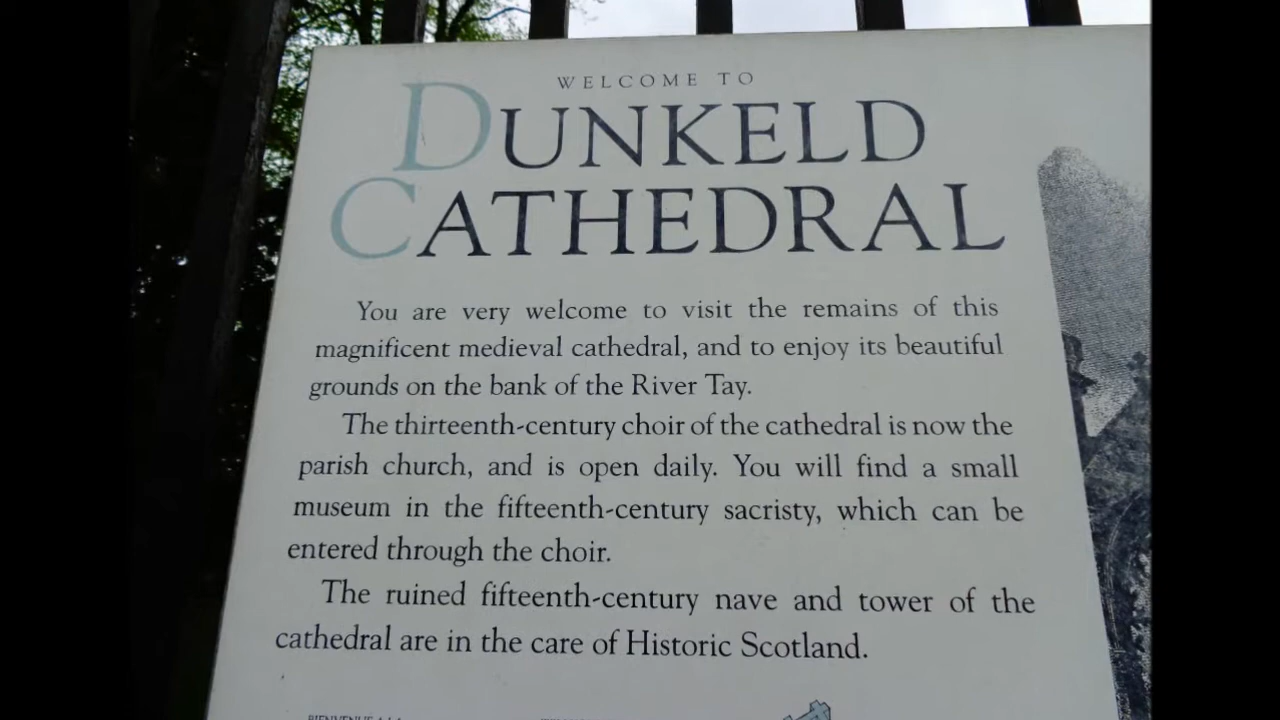 WELCOME TO
DUNKELD
CATHEDRAL
You are very welcome to visit the remains of this
magnificent medieval cathedral, and to enjoy its beautiful
grounds on the bank of the River Tay.
The thirteenth-century choir of the cathedral is now the
parish church, and is open daily. You will find a small
museum in the fifteenth-century sacristy, which can be
entered through the choir.
The ruined fifteenth-century nave and tower of the
cathedral are in the care of Historic Scotland.